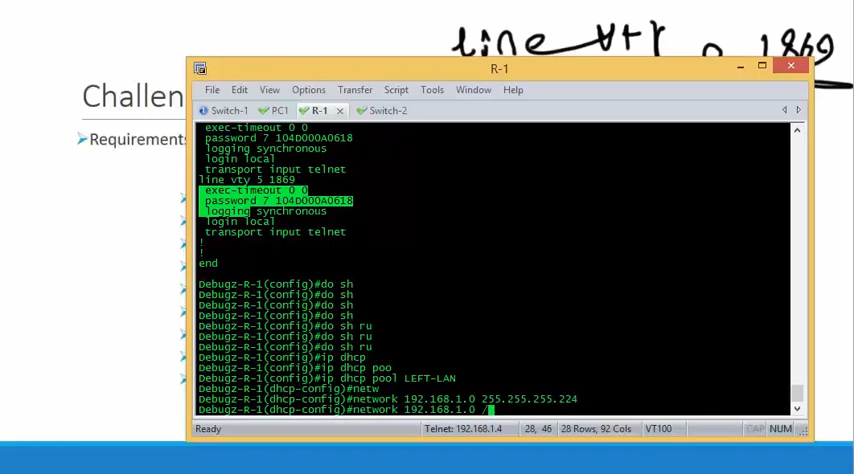 line vty 0 1869
Challen
Requirements
R-1
File Edit View Options Transfer Script Tools Window Help
Switch-1 PC1 R-1 Switch-2
exec-timeout 0 0
password 7 104D000A0618
logging synchronous
login local
transport input telnet
line vty 5 1869
exec-timeout 0 0
password 7 104D000A0618
logging synchronous
login local
transport input telnet
!
!
end
Debugz-R-1(config)#do sh
Debugz-R-1(config)#do sh
Debugz-R-1(config)#do sh
Debugz-R-1(config)#do sh
Debugz-R-1(config)#do sh ru
Debugz-R-1(config)#do sh ru
Debugz-R-1(config)#do sh ru
Debugz-R-1(config)#ip dhcp
Debugz-R-1(config)#ip dhcp poo
Debugz-R-1(config)#ip dhcp pool LEFT-LAN
Debugz-R-1(dhcp-config)#netw
Debugz-R-1(dhcp-config)#network 192.168.1.0 255.255.255.224
Debugz-R-1(dhcp-config)#network 192.168.1.0 /
Ready Telnet: 192.168.1.4 28, 46 28 Rows, 92 Cols VT100 CAP NUM